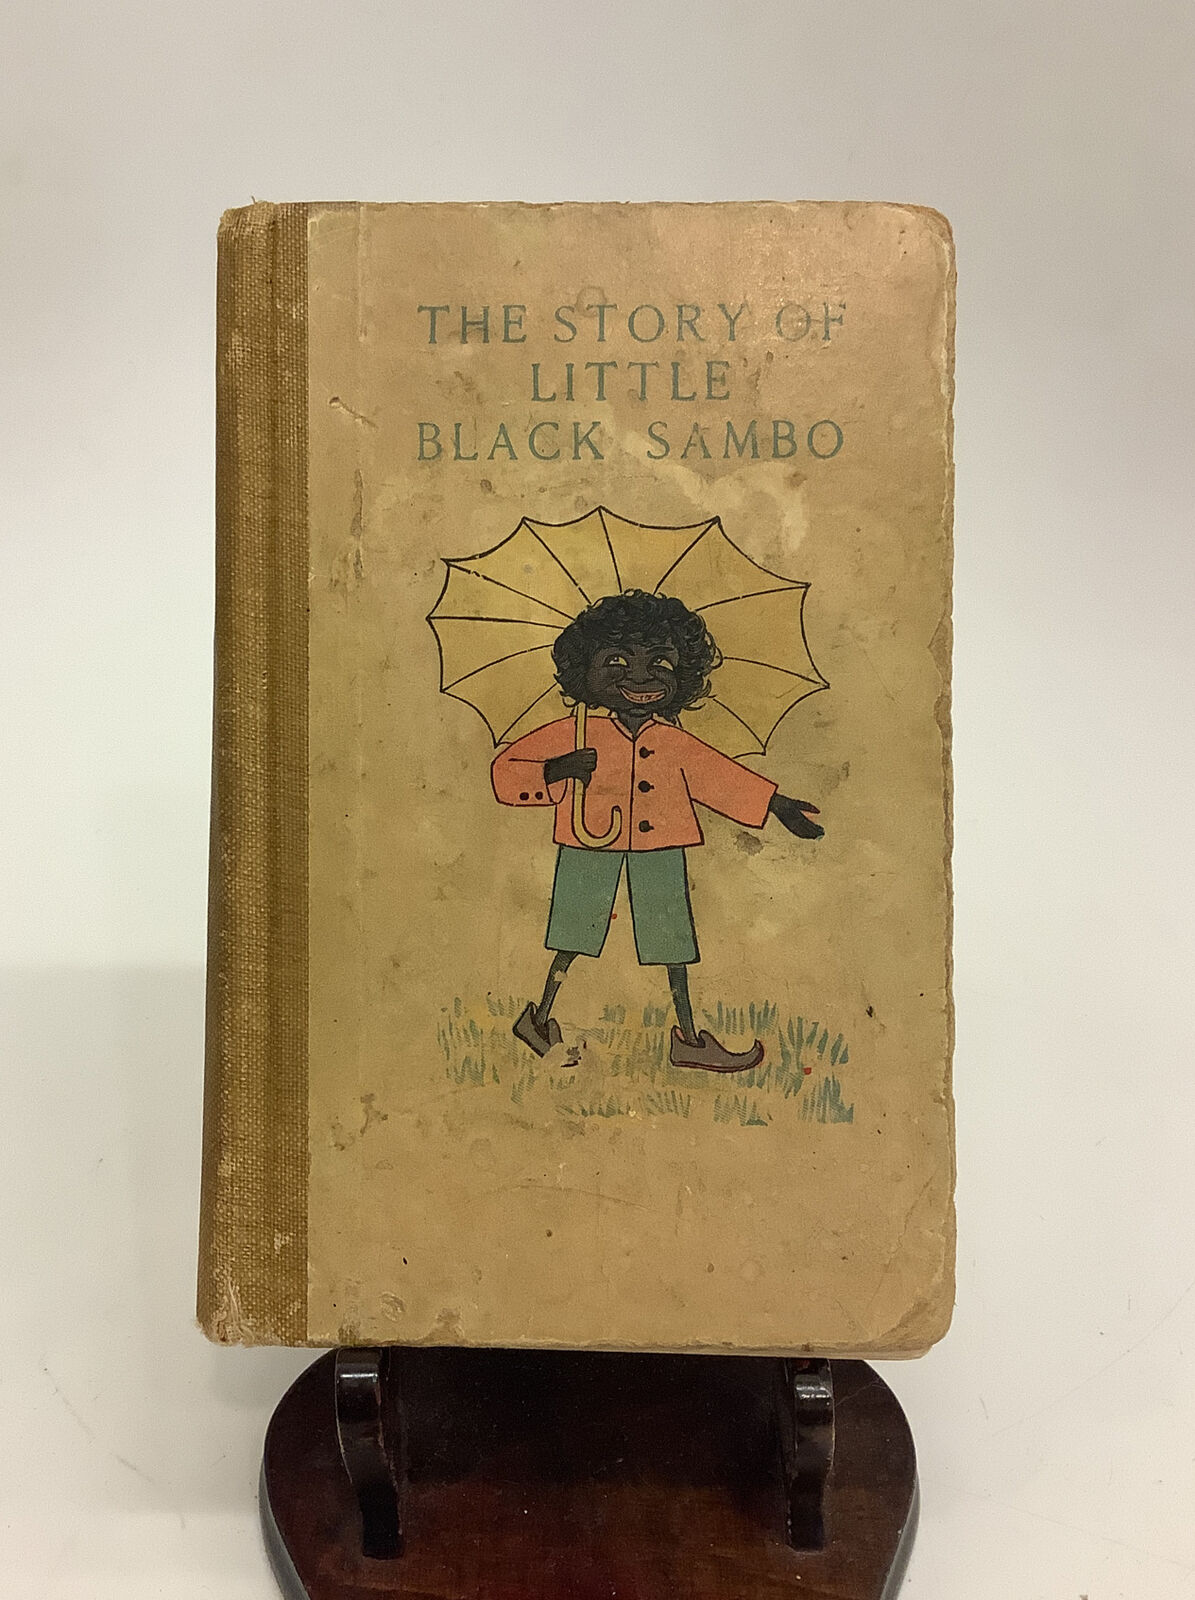 THE STORY OF
LITTLE
BLACK SAMBO